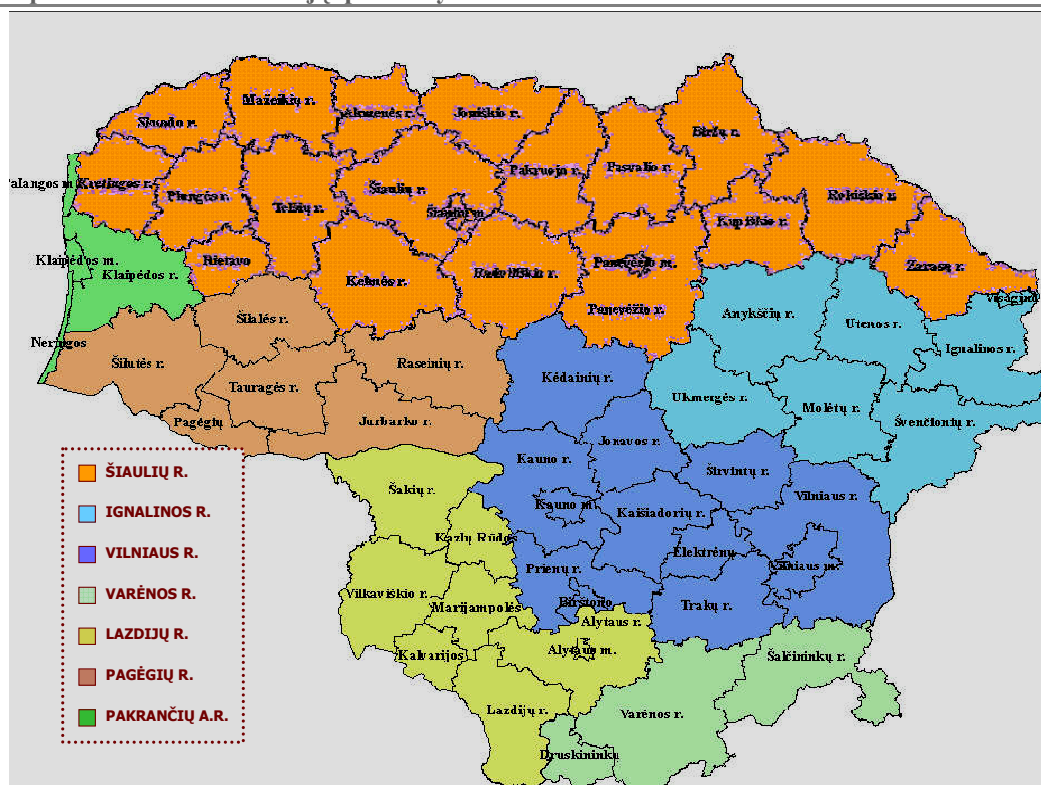 Mažeikių r.
Akmenės r.
Joniškio r.
Skuodo r.
Biržų r.
Pakruojo r.
Pasvalio r.
Palangos m.
Kretingos r.
Plungės r.
Telšių r.
Šiaulių r.
Šiaulių m.
Kupiškio r.
Rokiškio r.
Klaipėdos m.
Klaipėdos r.
Rietavo
Kelmės r.
Radviliškio r.
Panevėžio m.
Panevėžio r.
Zarasų r.
Visagino
Anykščių r.
Utenos r.
Ignalinos r.
Neringos
Šilalės r.
Šilutės r.
Raseinių r.
Tauragės r.
Kėdainių r.
Ukmergės r.
Molėtų r.
Švenčionių r.
Pagėgių
Jurbarko r.
Jonavos r.
Kauno r.
Širvintų r.
Vilniaus r.
Šakių r.
Kauno m.
Kaišiadorių r.
Kazlų Rūdos
Elektrėnų
Prienų r.
Vilniaus m.
Vilkaviškio r.
Marijampolės
Birštono
Trakų r.
Alytaus r.
Kalvarijos
Alytaus m.
Šalčininkų r.
Lazdijų r.
Varėnos r.
Druskininkų
ŠIAULIŲ R.
IGNALINOS R.
VILNIAUS R.
VARĖNOS R.
LAZDIJŲ R.
PAGĖGIŲ R.
PAKRANČIŲ A.R.